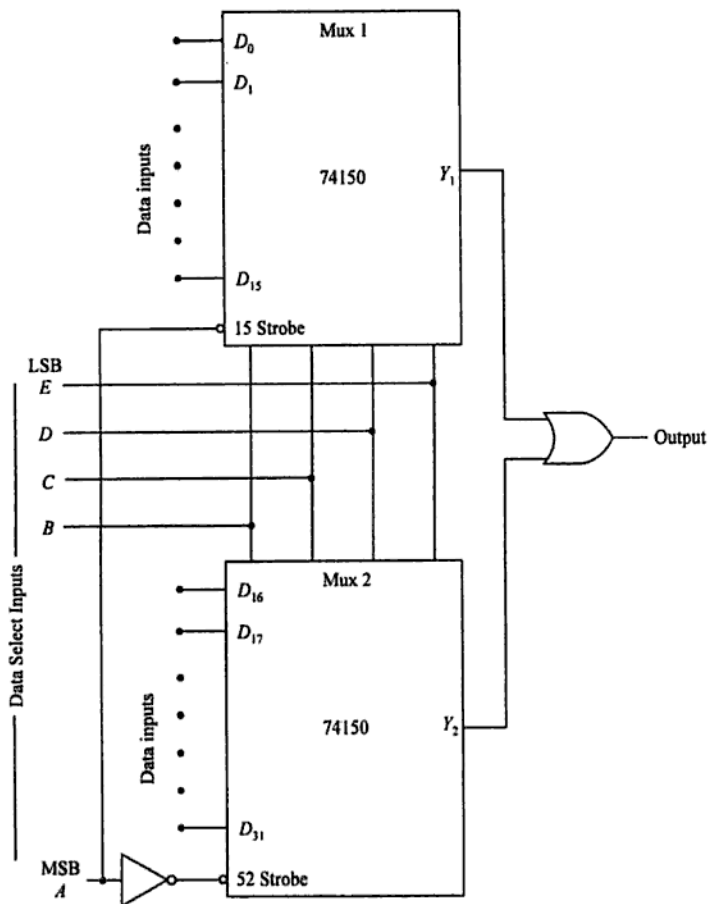 Mux 1
D₀
D₁
Data inputs
74150
Y₁
D₁₅
15 Strobe
LSB
E
D
C
B
Data Select Inputs
Output
Mux 2
D₁₆
D₁₇
Data inputs
74150
Y₂
D₃₁
MSB
A
52 Strobe